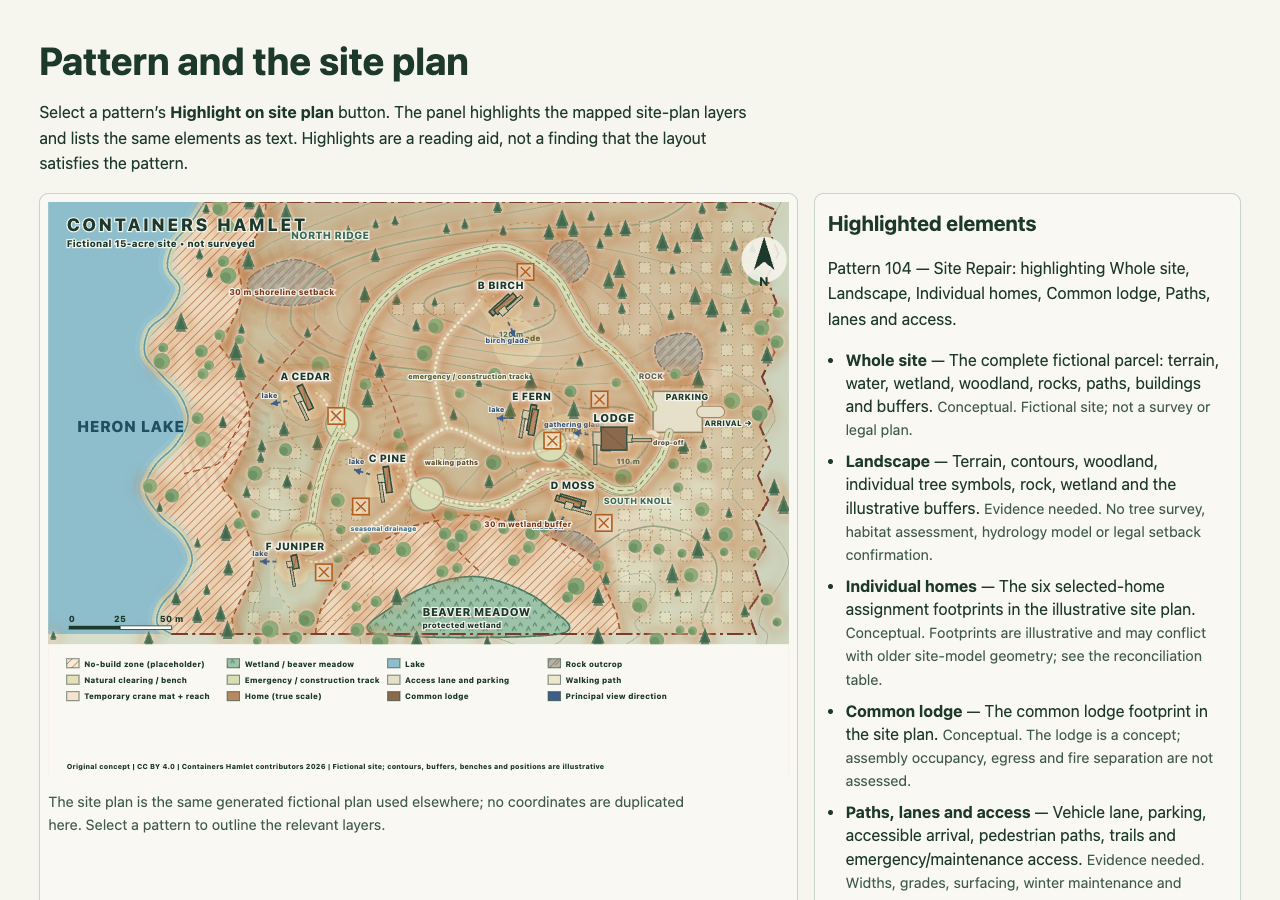 Pattern and the site plan
Select a pattern’s Highlight on site plan button. The panel highlights the mapped site-plan layers
and lists the same elements as text. Highlights are a reading aid, not a finding that the layout
satisfies the pattern.
CONTAINERS HAMLET
Fictional 15-acre site • not surveyed
NORTH RIDGE
N
30 m shoreline setback
B BIRCH
birch glade
A CEDAR
lake
emergency / construction track
ROCK
E FERN
lake
PARKING
ARRIVAL →
LODGE
HERON LAKE
drop-off
C PINE
lake
walking paths
110 m
D MOSS
SOUTH KNOLL
seasonal drainage
30 m wetland buffer
F JUNIPER
lake
BEAVER MEADOW
protected wetland
0 25 50 m
No-build zone (placeholder)
Wetland / beaver meadow
Lake
Rock outcrop
Natural clearing / bench
Emergency / construction track
Access lane and parking
Walking path
Temporary crane mat + reach
Home (true scale)
Common lodge
Principal view direction
Original concept | CC BY 4.0 | Containers Hamlet contributors 2026 | Fictional site; contours, buffers, benches and positions are illustrative
The site plan is the same generated fictional plan used elsewhere; no coordinates are duplicated
here. Select a pattern to outline the relevant layers.
Highlighted elements
Pattern 104 — Site Repair: highlighting Whole site,
Landscape, Individual homes, Common lodge, Paths,
lanes and access.
• Whole site — The complete fictional parcel: terrain,
water, wetland, woodland, rocks, paths, buildings
and buffers. Conceptual. Fictional site; not a survey or
legal plan.
• Landscape — Terrain, contours, woodland,
individual tree symbols, rock, wetland and the
illustrative buffers. Evidence needed. No tree survey,
habitat assessment, hydrology model or legal setback
confirmation.
• Individual homes — The six selected-home
assignment footprints in the illustrative site plan.
Conceptual. Footprints are illustrative and may conflict
with older site-model geometry; see the reconciliation
table.
• Common lodge — The common lodge footprint in
the site plan. Conceptual. The lodge is a concept;
assembly occupancy, egress and fire separation are not
assessed.
• Paths, lanes and access — Vehicle lane, parking,
accessible arrival, pedestrian paths, trails and
emergency/maintenance access. Evidence needed.
Widths, grades, surfacing, winter maintenance and